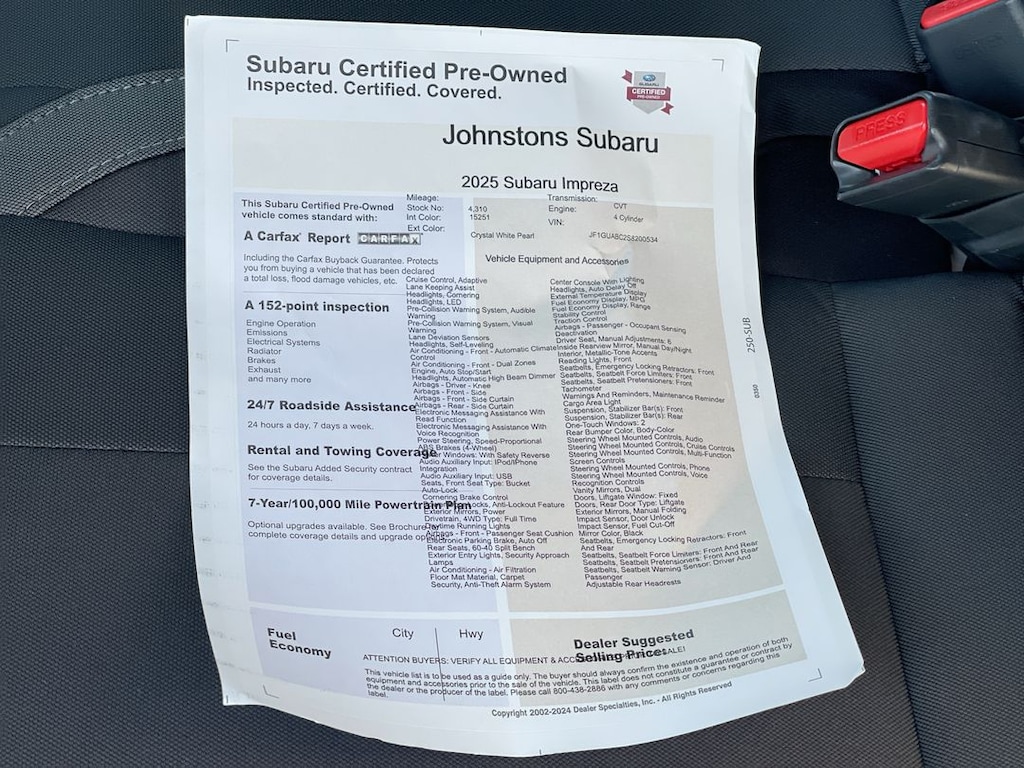 Subaru Certified Pre-Owned
Inspected. Certified. Covered.
SUBARU
CERTIFIED
PRE-OWNED
PRESS
Johnstons Subaru
2025 Subaru Impreza
This Subaru Certified Pre-Owned
vehicle comes standard with:
A Carfax Report CARFAX
Including the Carfax Buyback Guarantee. Protects
you from buying a vehicle that has been declared
a total loss, flood damage vehicles, etc.
A 152-point inspection
Engine Operation
Emissions
Electrical Systems
Radiator
Brakes
Exhaust
and many more
24/7 Roadside Assistance
24 hours a day, 7 days a week.
Rental and Towing Coverage
See the Subaru Added Security contract
for coverage details.
7-Year/100,000 Mile Powertrain Plan
Optional upgrades available. See Brochure
complete coverage details and upgrade
Mileage:
Stock No: 4,310
Int Color: 15251
Ext Color:
Crystal White Pearl
Transmission:
Engine: CVT
4 Cylinder
VIN:
JF1GUABC2S8200534
Vehicle Equipment and Accessories
Cruise Control, Adaptive
Lane Keeping Assist
Headlights, Cornering
Headlights, LED
Pre-Collision Warning System, Audible
Warning
Pre-Collision Warning System, Visual
Warning
Lane Deviation Sensors
Headlights, Self-Leveling
Air Conditioning - Front - Automatic Climate
Control
Air Conditioning - Front - Dual Zones
Engine, Auto Stop/Start
Headlights, Automatic High Beam Dimmer
Airbags - Driver - Knee
Airbags - Front - Side
Airbags - Front - Side Curtain
Airbags - Rear - Side Curtain
Electronic Messaging Assistance With
Read Function
Electronic Messaging Assistance With
Voice Recognition
Power Steering, Speed-Proportional
ABS Brakes (4-Wheel)
Windows: With Safety Reverse
Audio Auxiliary Input: IPod/IPhone
Integration
Audio Auxiliary Input: USB
Seats, Front Seat Type: Bucket
Auto-Lock
Cornering Brake Control
Locks, Anti-Lockout Feature
Exterior Mirrors, Power
Drivetrain, 4WD Type: Full Time
Daytime Running Lights
Airbags - Front - Passenger Seat Cushion
Electronic Parking Brake, Auto Off
Rear Seats, 60-40 Split Bench
Exterior Entry Lights, Security Approach
Lamps
Air Conditioning - Air Filtration
Floor Mat Material, Carpet
Security, Anti-Theft Alarm System
Center Console With Lighting
Headlights, Auto Delay Off
External Temperature Display
Fuel Economy Display, MPG
Fuel Economy Display, Range
Stability Control
Traction Control
Airbags - Passenger - Occupant Sensing
Deactivation
Driver Seat, Manual Adjustments: 6
Inside Rearview Mirror, Manual Day/Night
Interior, Metallic-Tone Accents
Reading Lights, Front
Seatbelts, Emergency Locking Retractors: Front
Seatbelts, Seatbelt Force Limiters: Front
Seatbelts, Seatbelt Pretensioners: Front
Tachometer
Warnings And Reminders, Maintenance Reminder
Cargo Area Light
Suspension, Stabilizer Bar(s): Front
Suspension, Stabilizer Bar(s): Rear
One-Touch Windows: 2
Rear Bumper Color, Body-Color
Steering Wheel Mounted Controls, Audio
Steering Wheel Mounted Controls, Cruise Controls
Steering Wheel Mounted Controls, Multi-Function
Screen Controls
Steering Wheel Mounted Controls, Phone
Steering Wheel Mounted Controls, Voice
Recognition Controls
Vanity Mirrors, Dual
Doors, Liftgate Window: Fixed
Doors, Rear Door Type: Liftgate
Exterior Mirrors, Manual Folding
Impact Sensor, Door Unlock
Impact Sensor, Fuel Cut-Off
Mirror Color, Black
Seatbelts, Emergency Locking Retractors: Front
And Rear
Seatbelts, Seatbelt Force Limiters: Front And Rear
Seatbelts, Seatbelt Pretensioners: Front And Rear
Seatbelts, Seatbelt Warning Sensor: Driver And
Passenger
Adjustable Rear Headrests
250-SUB
Fuel
Economy
City
Hwy
Dealer Suggested
Selling Price:
ATTENTION BUYERS: VERIFY ALL EQUIPMENT & SALE!
This vehicle list is to be used as a guide only. The buyer should always confirm the existence and operation of both
equipment and accessories prior to the sale of the vehicle. This label does not constitute a guarantee or contract by
the dealer or the producer of the label. Please call 800-438-2886 with any comments or concerns regarding this
label.
Copyright 2002-2024 Dealer Specialties, Inc - All Rights Reserved